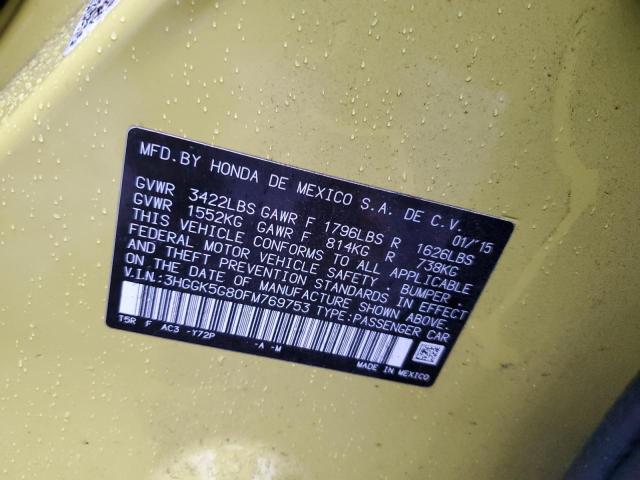 MFD. BY HONDA DE MEXICO S.A. DE C.V.
01/'15
GVWR 3422LBS GAWR F 1796LBS R 1626LBS
GVWR 1552KG GAWR F 814KG R 738KG
THIS VEHICLE CONFORMS TO ALL APPLICABLE
FEDERAL MOTOR VEHICLE SAFETY, BUMPER,
AND THEFT PREVENTION STANDARDS IN EFFECT
ON THE DATE OF MANUFACTURE SHOWN ABOVE.
V.I.N.:3HGGK5G80FM769753 TYPE:PASSENGER CAR
T5R F AC3 -Y72P -A -M
MADE IN MEXICO